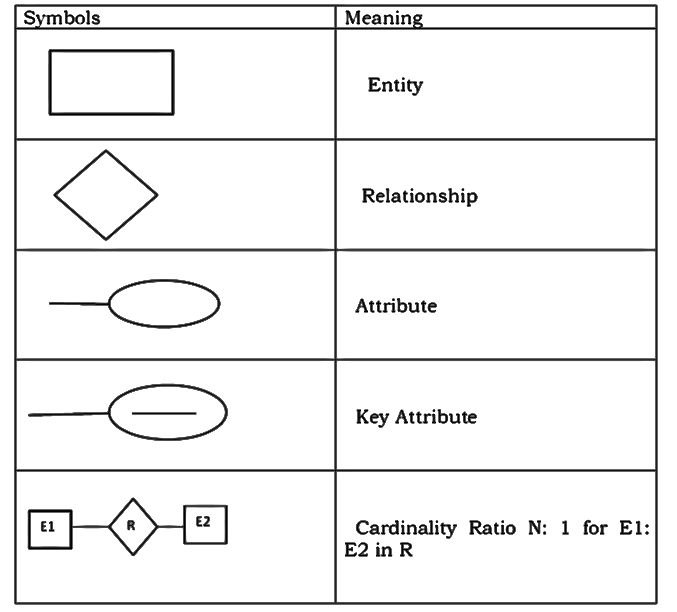 Symbols Meaning
Entity
Relationship
Attribute
Key Attribute
E1 R E2
Cardinality Ratio N: 1 for E1:
E2 in R